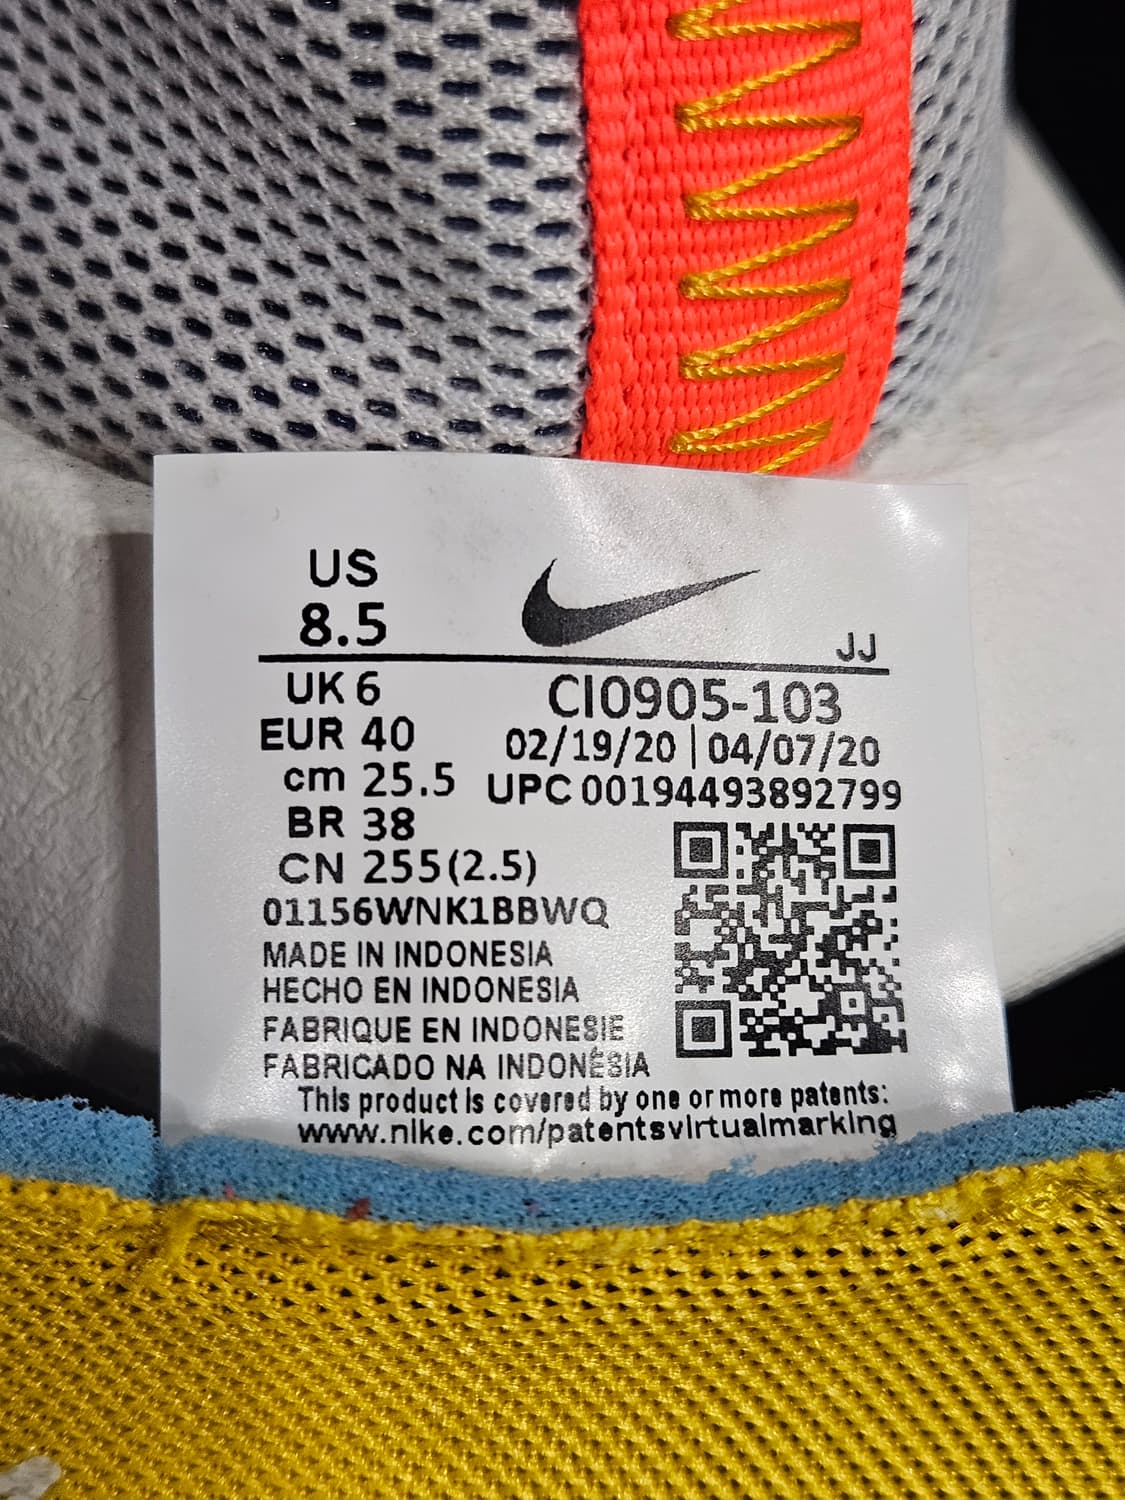 US
8.5
JJ
UK 6
CI0905-103
EUR 40
02/19/20 | 04/07/20
cm 25.5
UPC 00194493892799
BR 38
CN 255(2.5)
01156WNK1BBWQ
MADE IN INDONESIA
HECHO EN INDONESIA
FABRIQUE EN INDONESIE
FABRICADO NA INDONÉSIA
This product is covered by one or more patents:
www.nike.com/patentsvirtualmarking